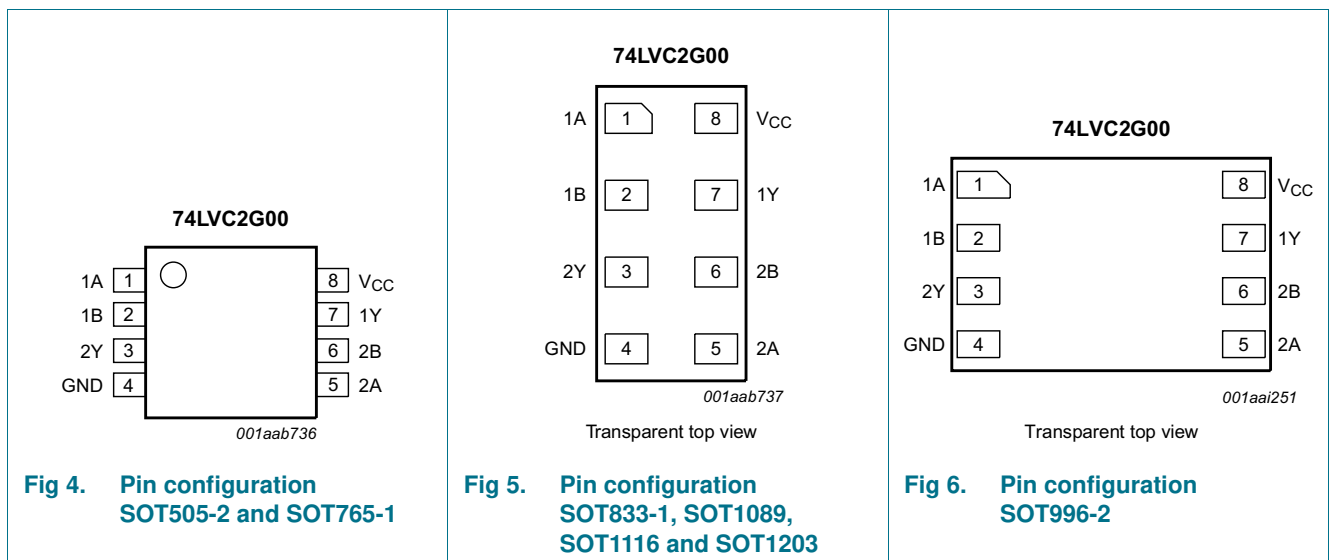 74LVC2G00
1A 1 8 VCC
1B 2 7 1Y
2Y 3 6 2B
GND 4 5 2A
001aab736
Fig 4. Pin configuration
SOT505-2 and SOT765-1
74LVC2G00
1A 1 8 VCC
1B 2 7 1Y
2Y 3 6 2B
GND 4 5 2A
001aab737
Transparent top view
Fig 5. Pin configuration
SOT833-1, SOT1089,
SOT1116 and SOT1203
74LVC2G00
1A 1 8 VCC
1B 2 7 1Y
2Y 3 6 2B
GND 4 5 2A
001aai251
Transparent top view
Fig 6. Pin configuration
SOT996-2